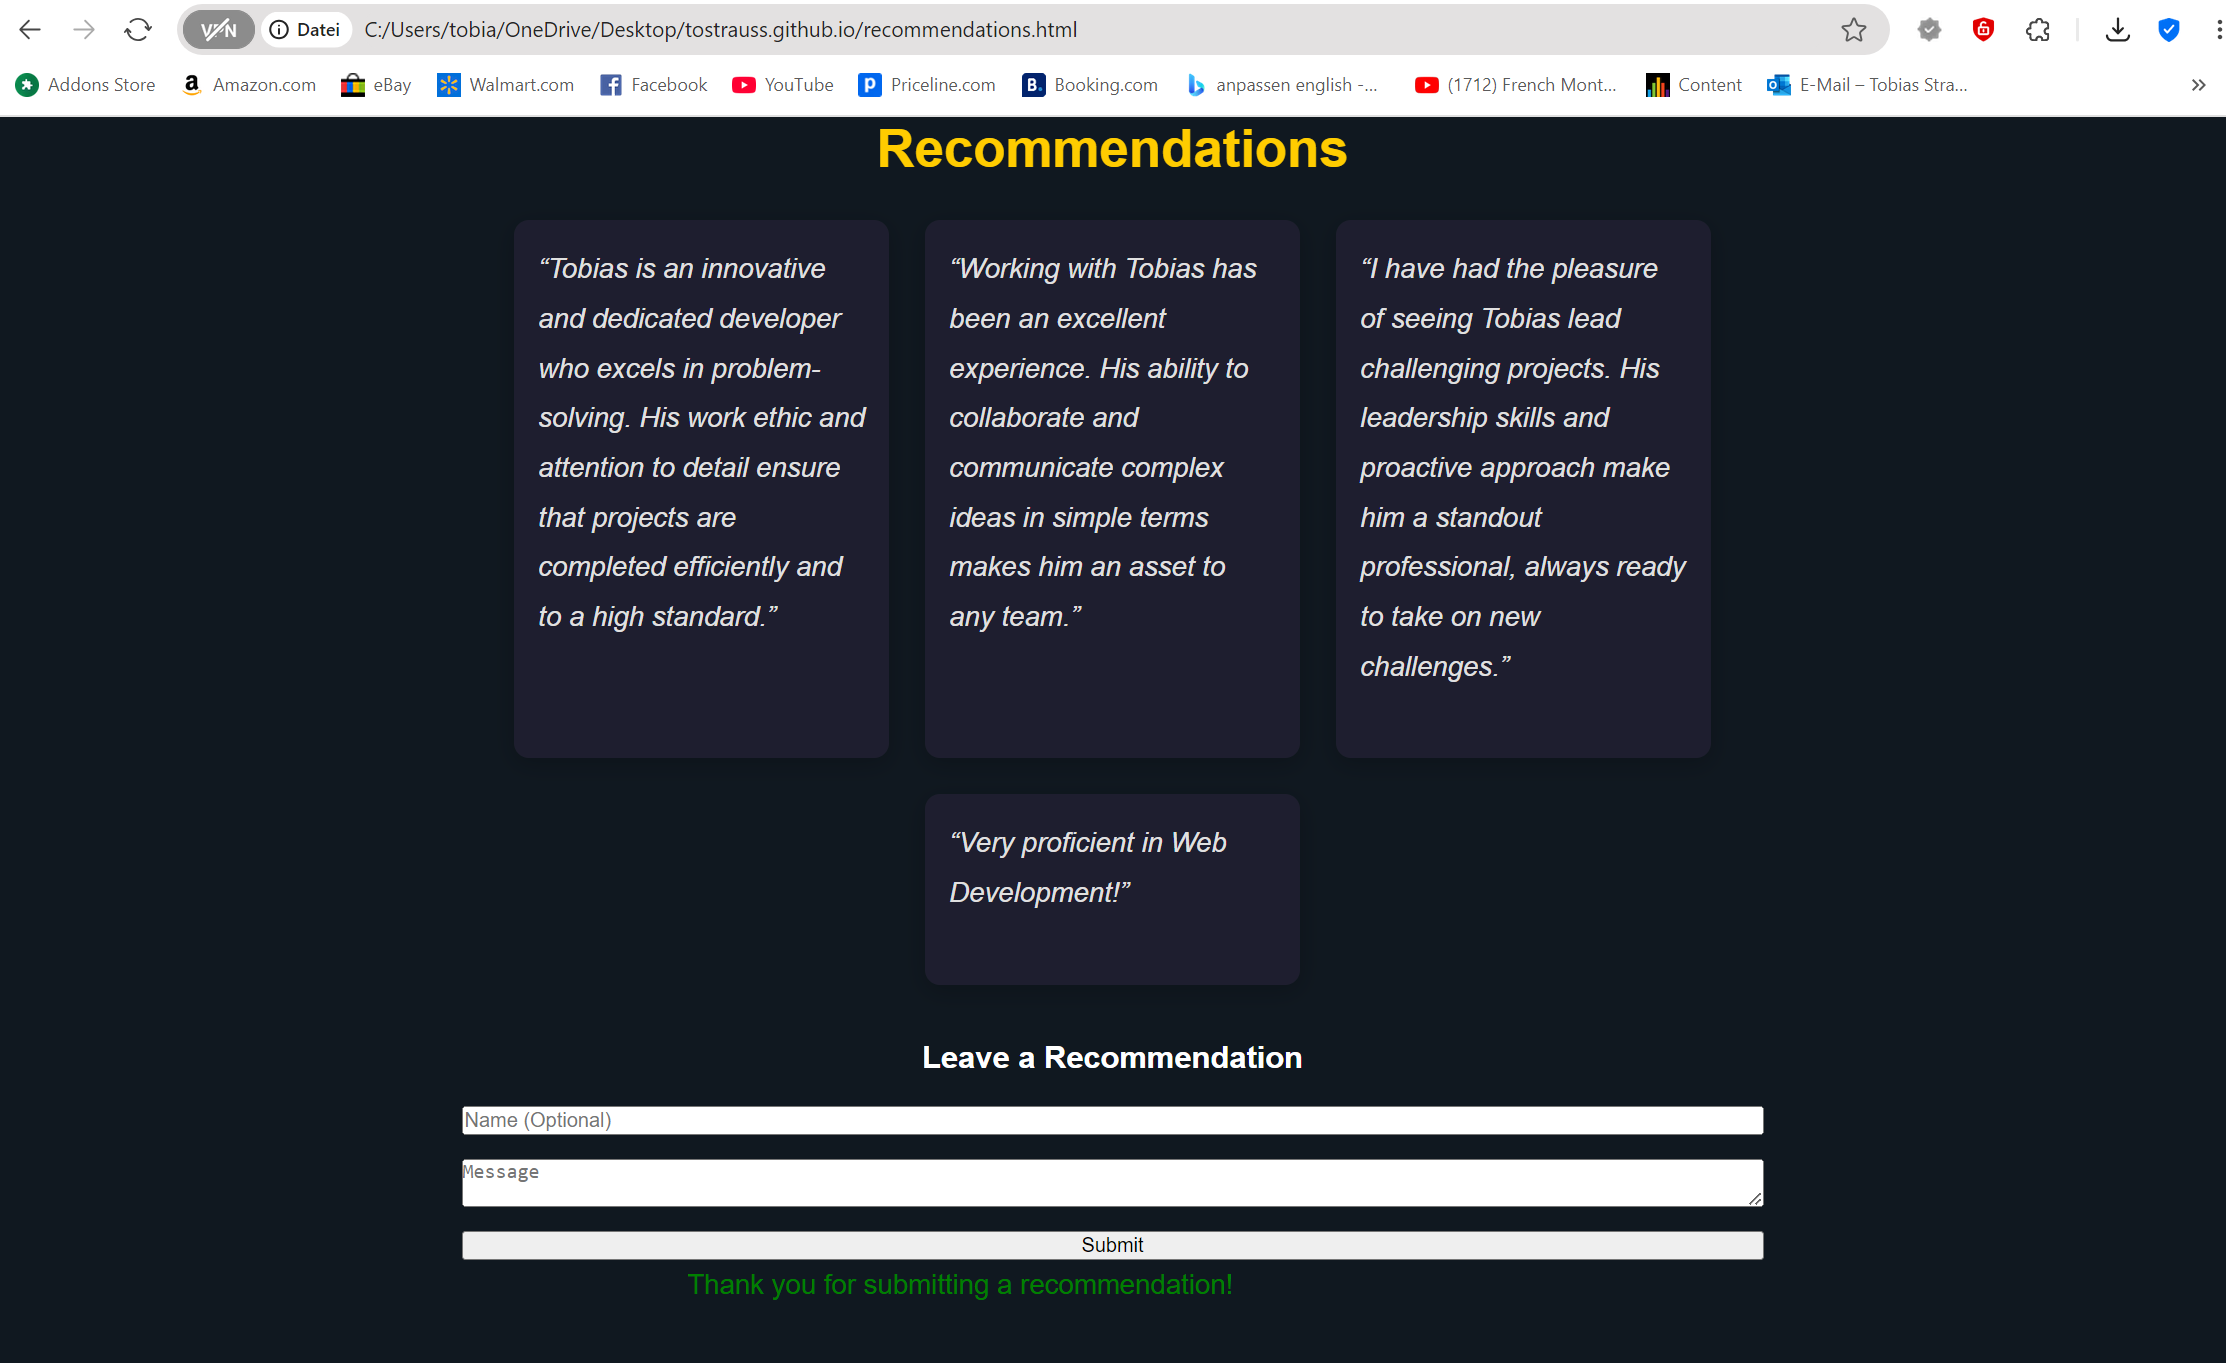 VPN
Datei
C:/Users/tobia/OneDrive/Desktop/tostrauss.github.io/recommendations.html
Addons Store
Amazon.com
eBay
Walmart.com
Facebook
YouTube
Priceline.com
Booking.com
anpassen english -...
(1712) French Mont...
Content
E-Mail – Tobias Stra...
Recommendations
“Tobias is an innovative
and dedicated developer
who excels in problem-
solving. His work ethic and
attention to detail ensure
that projects are
completed efficiently and
to a high standard.”
“Working with Tobias has
been an excellent
experience. His ability to
collaborate and
communicate complex
ideas in simple terms
makes him an asset to
any team.”
“I have had the pleasure
of seeing Tobias lead
challenging projects. His
leadership skills and
proactive approach make
him a standout
professional, always ready
to take on new
challenges.”
“Very proficient in Web
Development!”
Leave a Recommendation
Name (Optional)
Message
Submit
Thank you for submitting a recommendation!